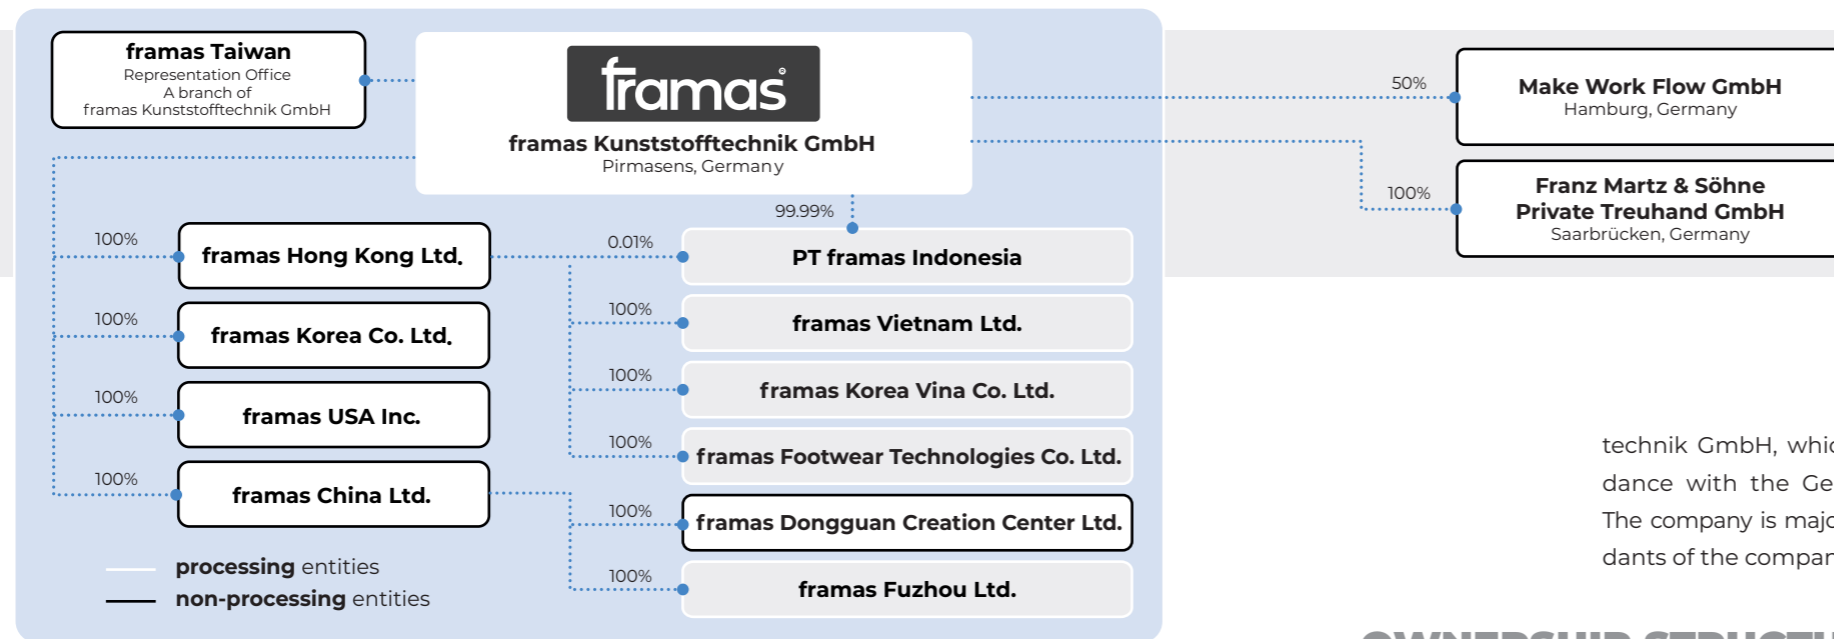 framas Taiwan
Representation Office
A branch of
framas Kunststofftechnik GmbH
framas
framas Kunststofftechnik GmbH
Pirmasens, Germany
50%
Make Work Flow GmbH
Hamburg, Germany
100%
Franz Martz & Söhne
Private Treuhand GmbH
Saarbrücken, Germany
99.99%
100%
framas Hong Kong Ltd.
0.01%
PT framas Indonesia
100%
framas Korea Co. Ltd.
100%
framas Vietnam Ltd.
100%
framas USA Inc.
100%
framas Korea Vina Co. Ltd.
100%
framas China Ltd.
100%
framas Footwear Technologies Co. Ltd.
100%
framas Dongguan Creation Center Ltd.
100%
framas Fuzhou Ltd.
processing entities
non-processing entities
technik GmbH, whic
dance with the Ge
The company is majo
dants of the compan
OWNERSHIP STRUCTU